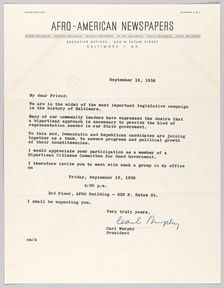 AFRO-AMERICAN NEWSPAPERS
EXECUTIVE OFFICES - 628 N EUTAW STREET
BALTIMORE 1, MD.
September 18, 1958
My dear Friend:
We are in the midst of the most important legislative campaign
in the history of Baltimore.
Many of our community leaders have expressed the desire that
a bipartisan approach is necessary to provide the kind of
representation needed in our State government.
To this end, Democratic and Republican candidates are joining
together as a team, to assure progress and political growth of
their constituencies.
I would appreciate your participation as a member of a
Bipartisan Citizens Committee for Good Government.
I therefore invite you to meet with such a group in my office
on
Friday, September 19, 1958
4:00 p.m.
3rd Floor, AFRO Building - 628 N. Eutaw St.
I shall be expecting you.
Very truly yours,
Carl Murphy
Carl Murphy
President
cm/d